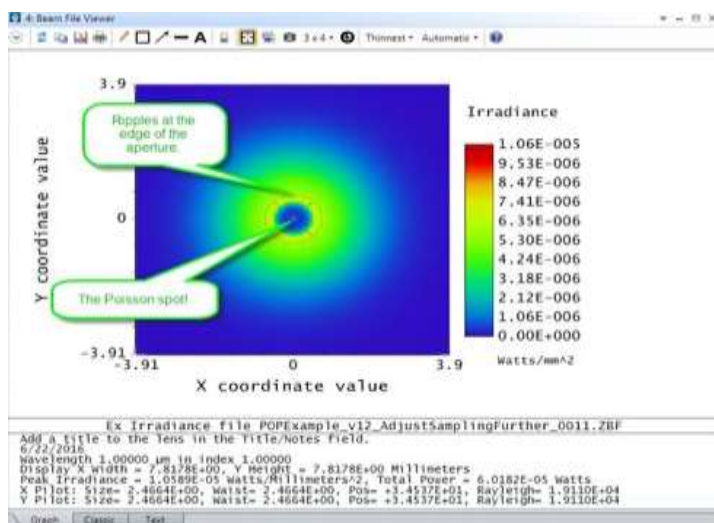 4: Beam File Viewer
A
3 x 4
Thinnest
Automatic
3.9
Ripples at the
edge of the
aperture.
Y coordinate value
0
The Poisson spot!
-3.91
-3.91
0
3.9
X coordinate value
Irradiance
1.06E-005
9.53E-006
8.47E-006
7.41E-006
6.35E-006
5.30E-006
4.24E-006
3.18E-006
2.12E-006
1.06E-006
0.00E+000
Watts/mm^2
Ex Irradiance file POPExample_v12_AdjustSamplingFurther_0011.ZBF
Add a title to the lens in the Title/Notes field.
6/22/2016
Wavelength 1.00000 µm in index 1.00000
Display X Width = 7.8178E+00, Y Height = 7.8178E+00 Millimeters
Peak Irradiance = 1.0589E-05 Watts/Millimeters^2, Total Power = 6.0182E-05 Watts
X Pilot: Size= 2.4664E+00, Waist= 2.4664E+00, Pos= +3.4537E+01, Rayleigh= 1.9110E+04
Y Pilot: Size= 2.4664E+00, Waist= 2.4664E+00, Pos= +3.4537E+01, Rayleigh= 1.9110E+04
Graph
Classic
Text